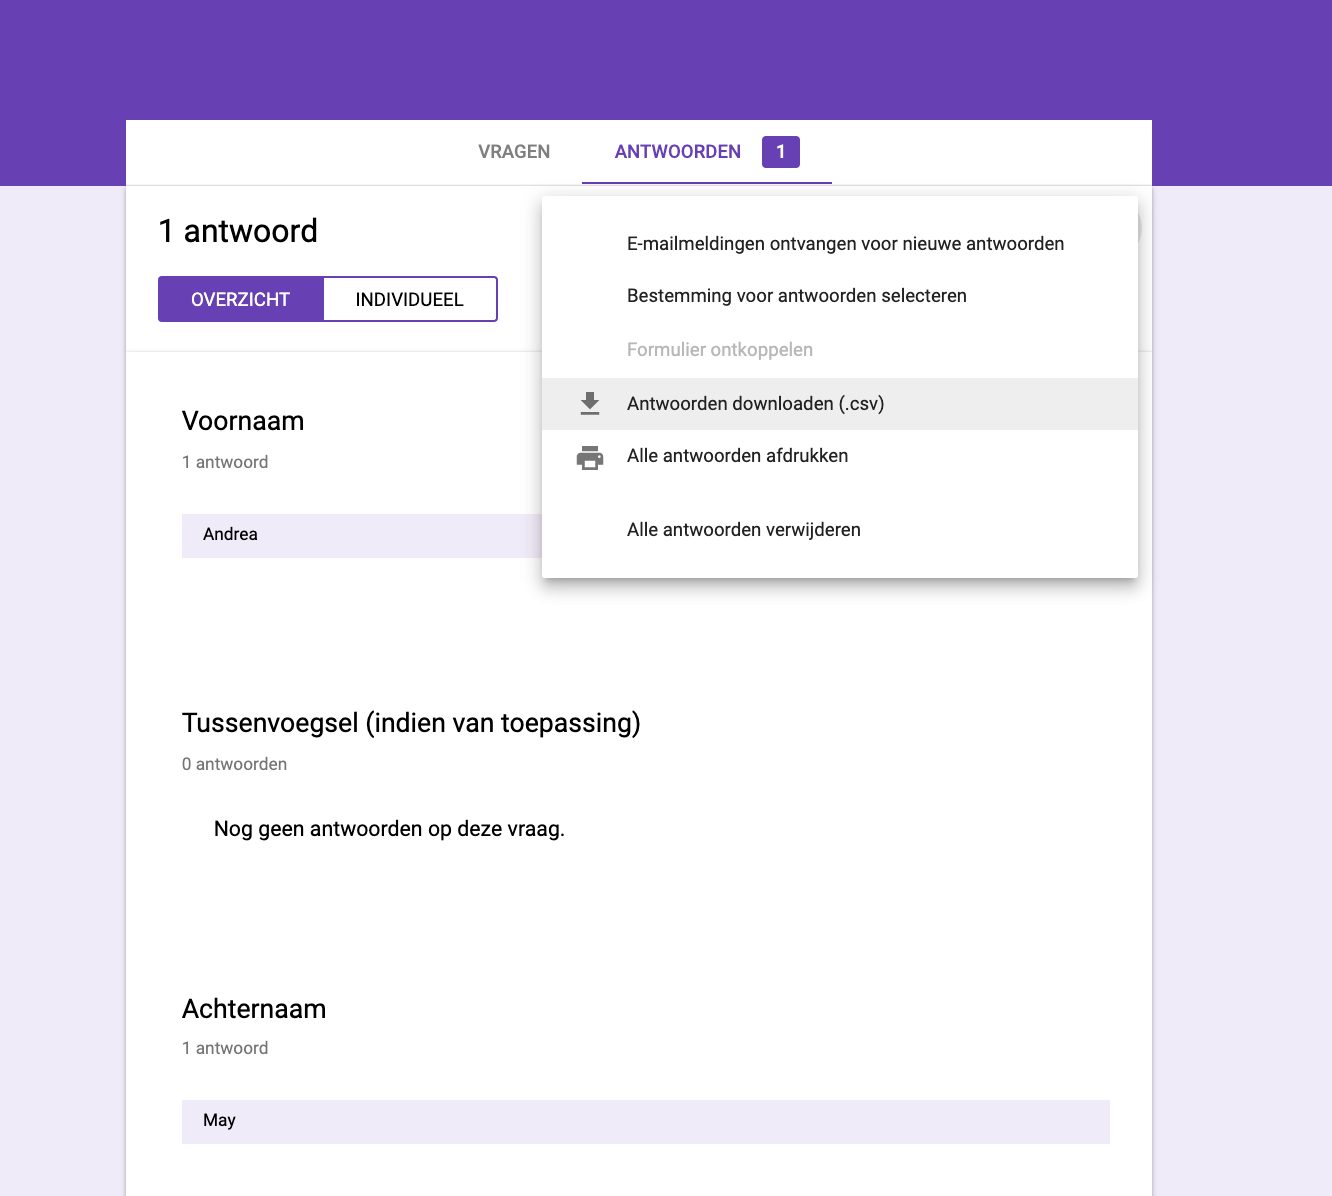 VRAGEN
ANTWOORDEN 1
1 antwoord
OVERZICHT
INDIVIDUEEL
E-mailmeldingen ontvangen voor nieuwe antwoorden
Bestemming voor antwoorden selecteren
Formulier ontkoppelen
Antwoorden downloaden (.csv)
Alle antwoorden afdrukken
Alle antwoorden verwijderen
Voornaam
1 antwoord
Andrea
Tussenvoegsel (indien van toepassing)
0 antwoorden
Nog geen antwoorden op deze vraag.
Achternaam
1 antwoord
May